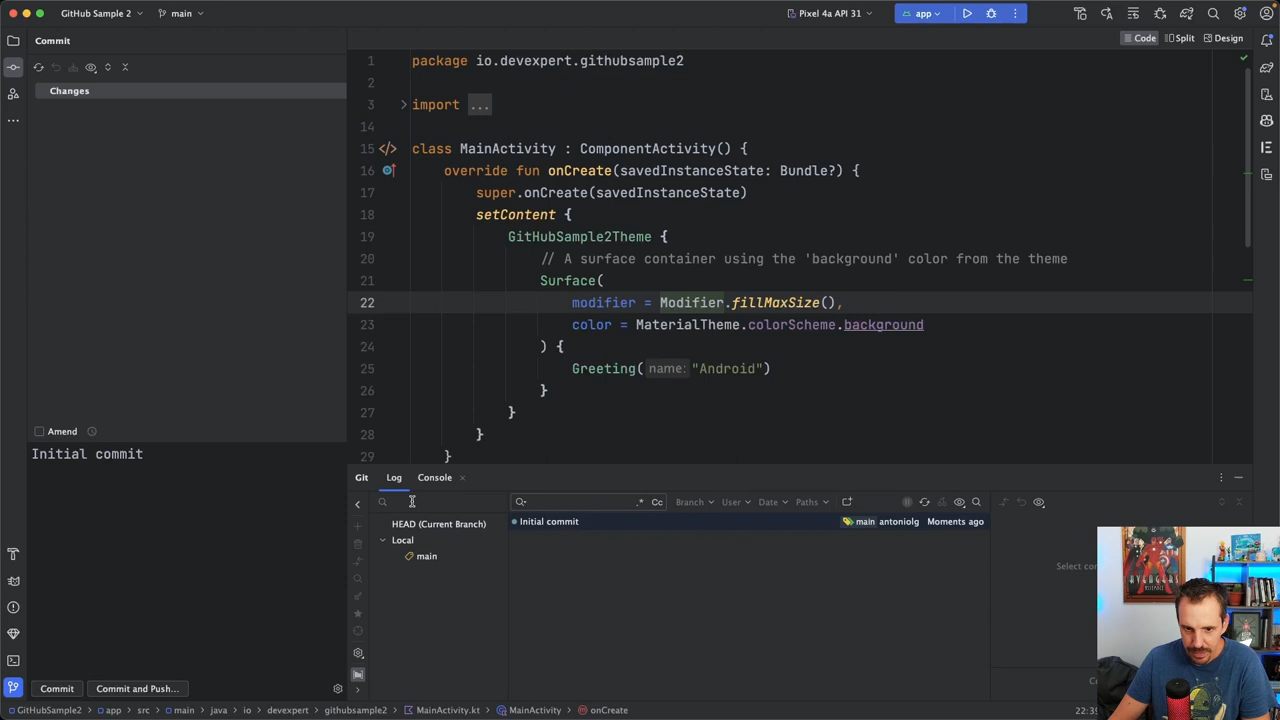 GitHub Sample 2
main
Pixel 4a API 31
app
Commit
Code
Split
Design
Changes
1 package io.devexpert.githubsample2
2
3 import ...
14
15 class MainActivity : ComponentActivity() {
16 override fun onCreate(savedInstanceState: Bundle?) {
17 super.onCreate(savedInstanceState)
18 setContent {
19 GitHubSample2Theme {
20 // A surface container using the 'background' color from the theme
21 Surface(
22 modifier = Modifier.fillMaxSize(),
23 color = MaterialTheme.colorScheme.background
24 ) {
25 Greeting( name: "Android")
26 }
27 }
28 }
29 }
Amend
Initial commit
Git
Log
Console
Cc
Branch
User
Date
Paths
HEAD (Current Branch)
Local
main
Initial commit
main
antoniolg
Moments ago
Commit
Commit and Push...
GitHubSample2 > app > src > main > java > io > devexpert > githubsample2 > MainActivity.kt > MainActivity > onCreate